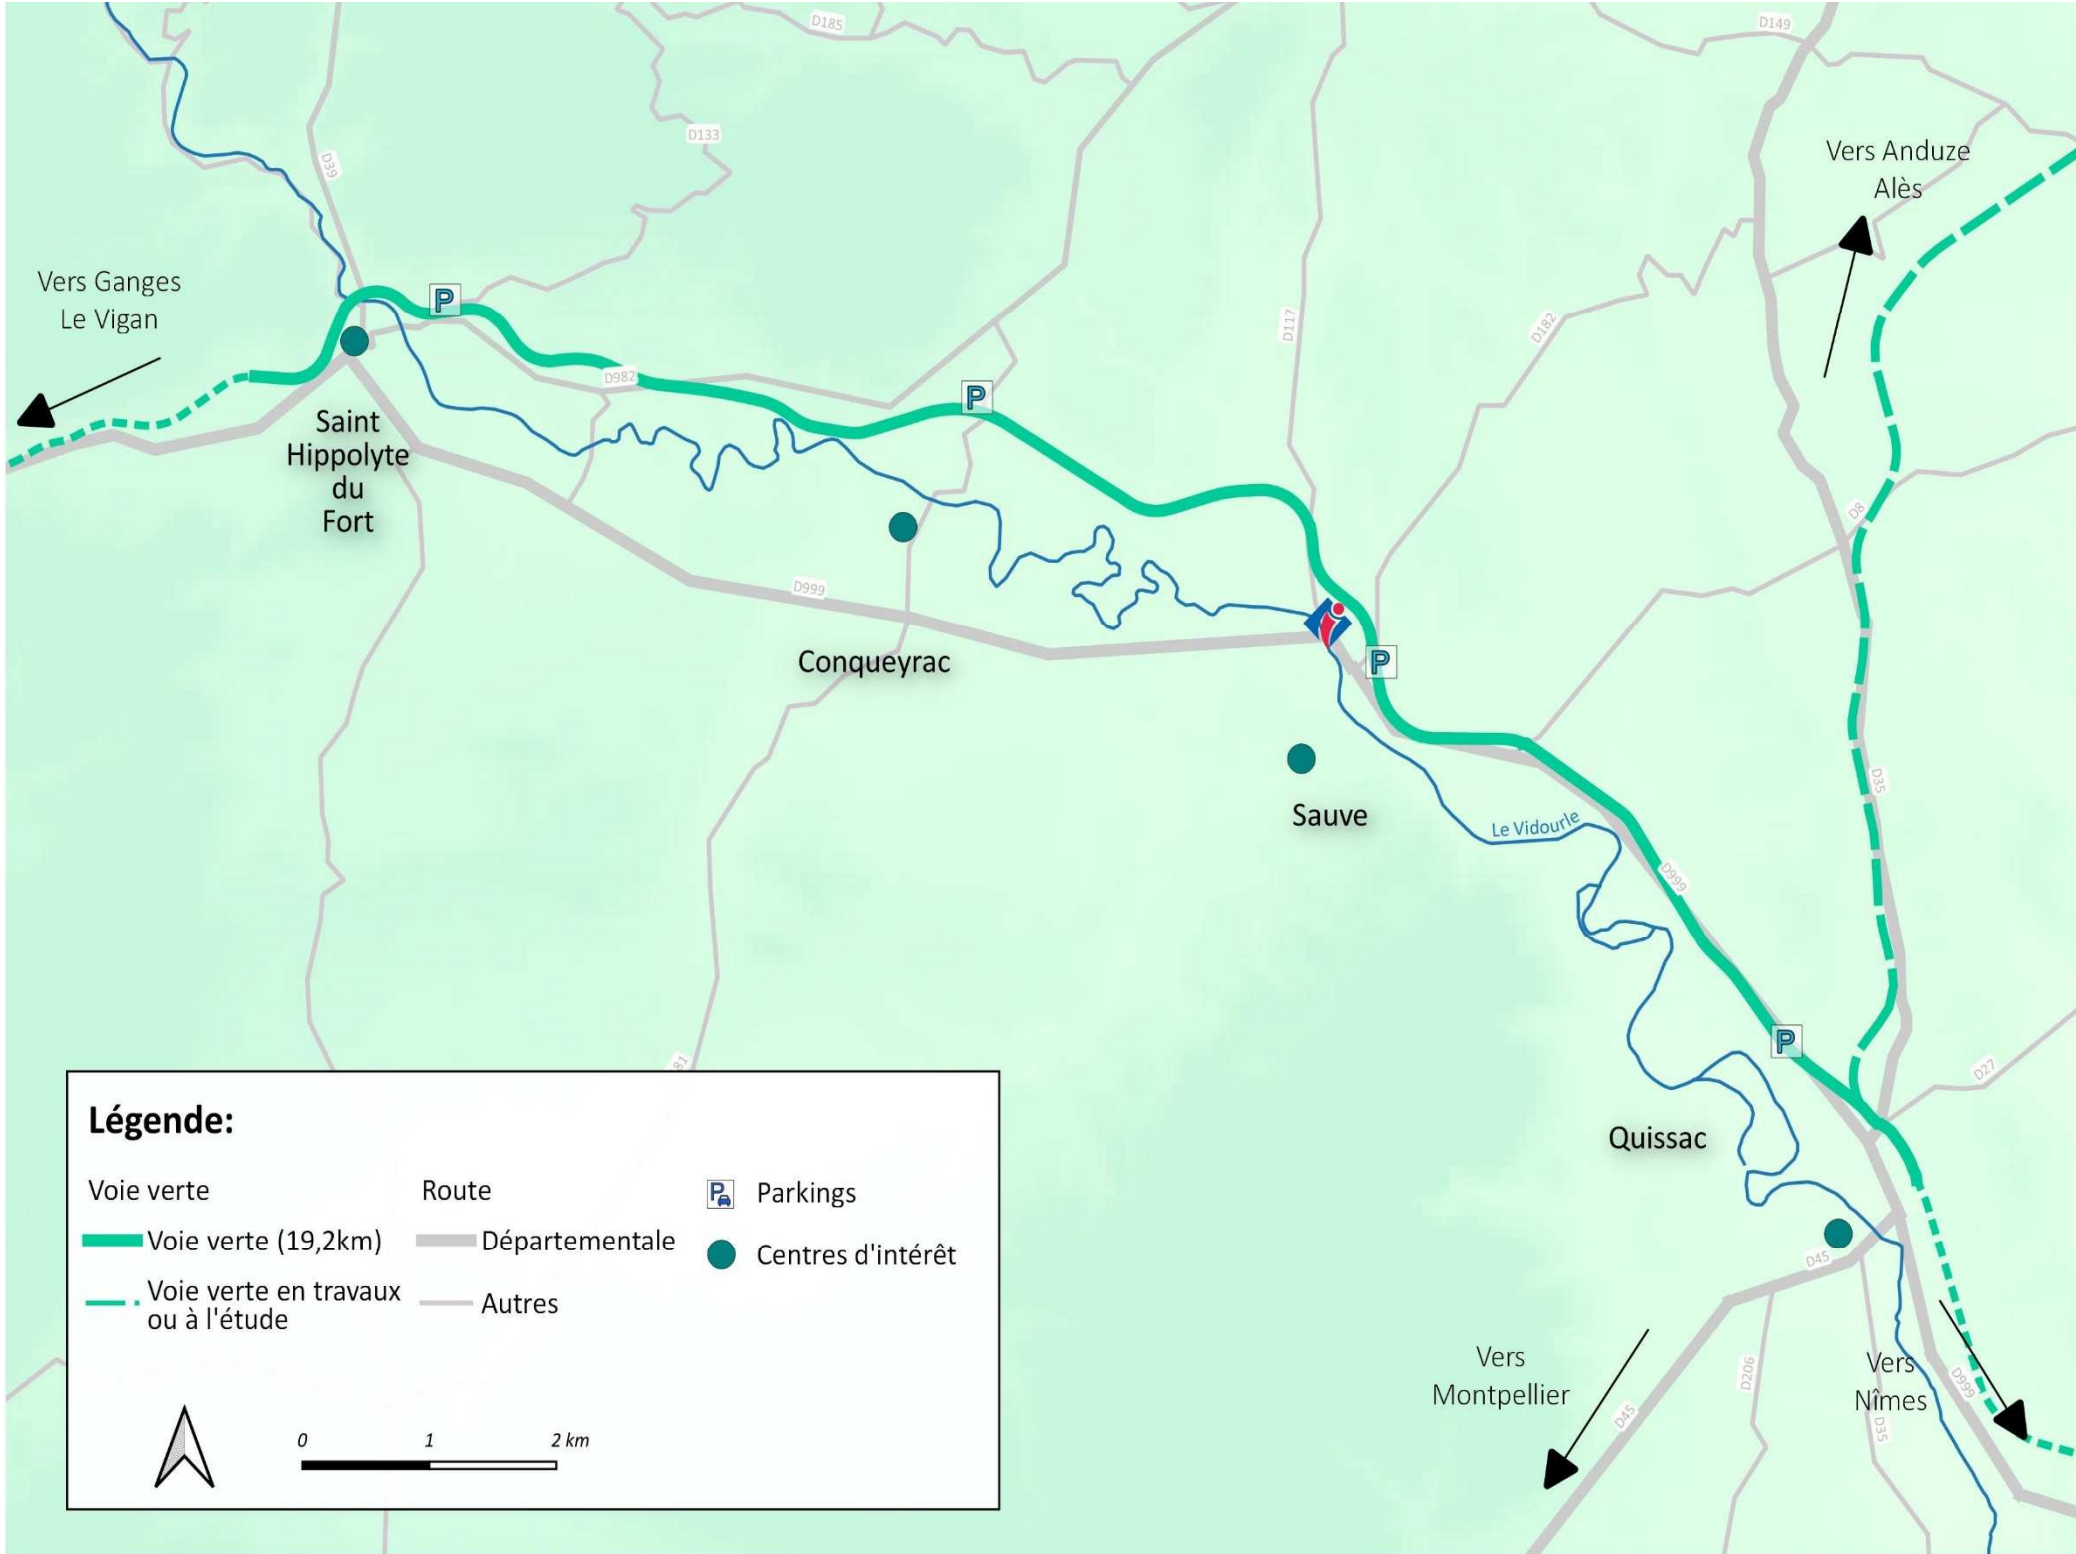 D185
D149
D133
D39
Vers Anduze
Alès
Vers Ganges
Le Vigan
P
D117
D182
D982
P
Saint
Hippolyte
du
Fort
D8
D999
Conqueyrac
P
D35
Sauve
Le Vidourle
D999
P
81
D27
Quissac
Légende:
Voie verte
Voie verte (19,2km)
Voie verte en travaux
ou à l'étude
Route
Départementale
Autres
P
Parkings
Centres d'intérêt
0 1 2 km
D45
Vers
Montpellier
D206
Vers
Nîmes
D999
D45
D35